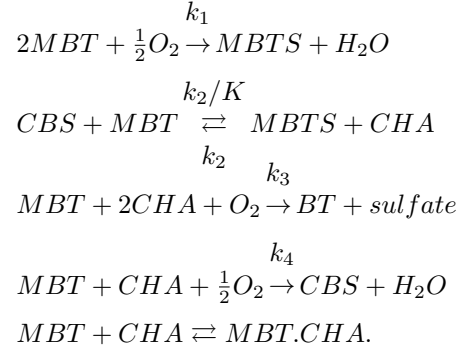 k₁
2MBT + ½O₂ → MBTS + H₂O
k₂/K
CBS + MBT ⇄ MBTS + CHA
k₂
k₃
MBT + 2CHA + O₂ → BT + sulfate
k₄
MBT + CHA + ½O₂ → CBS + H₂O
MBT + CHA ⇄ MBT.CHA.